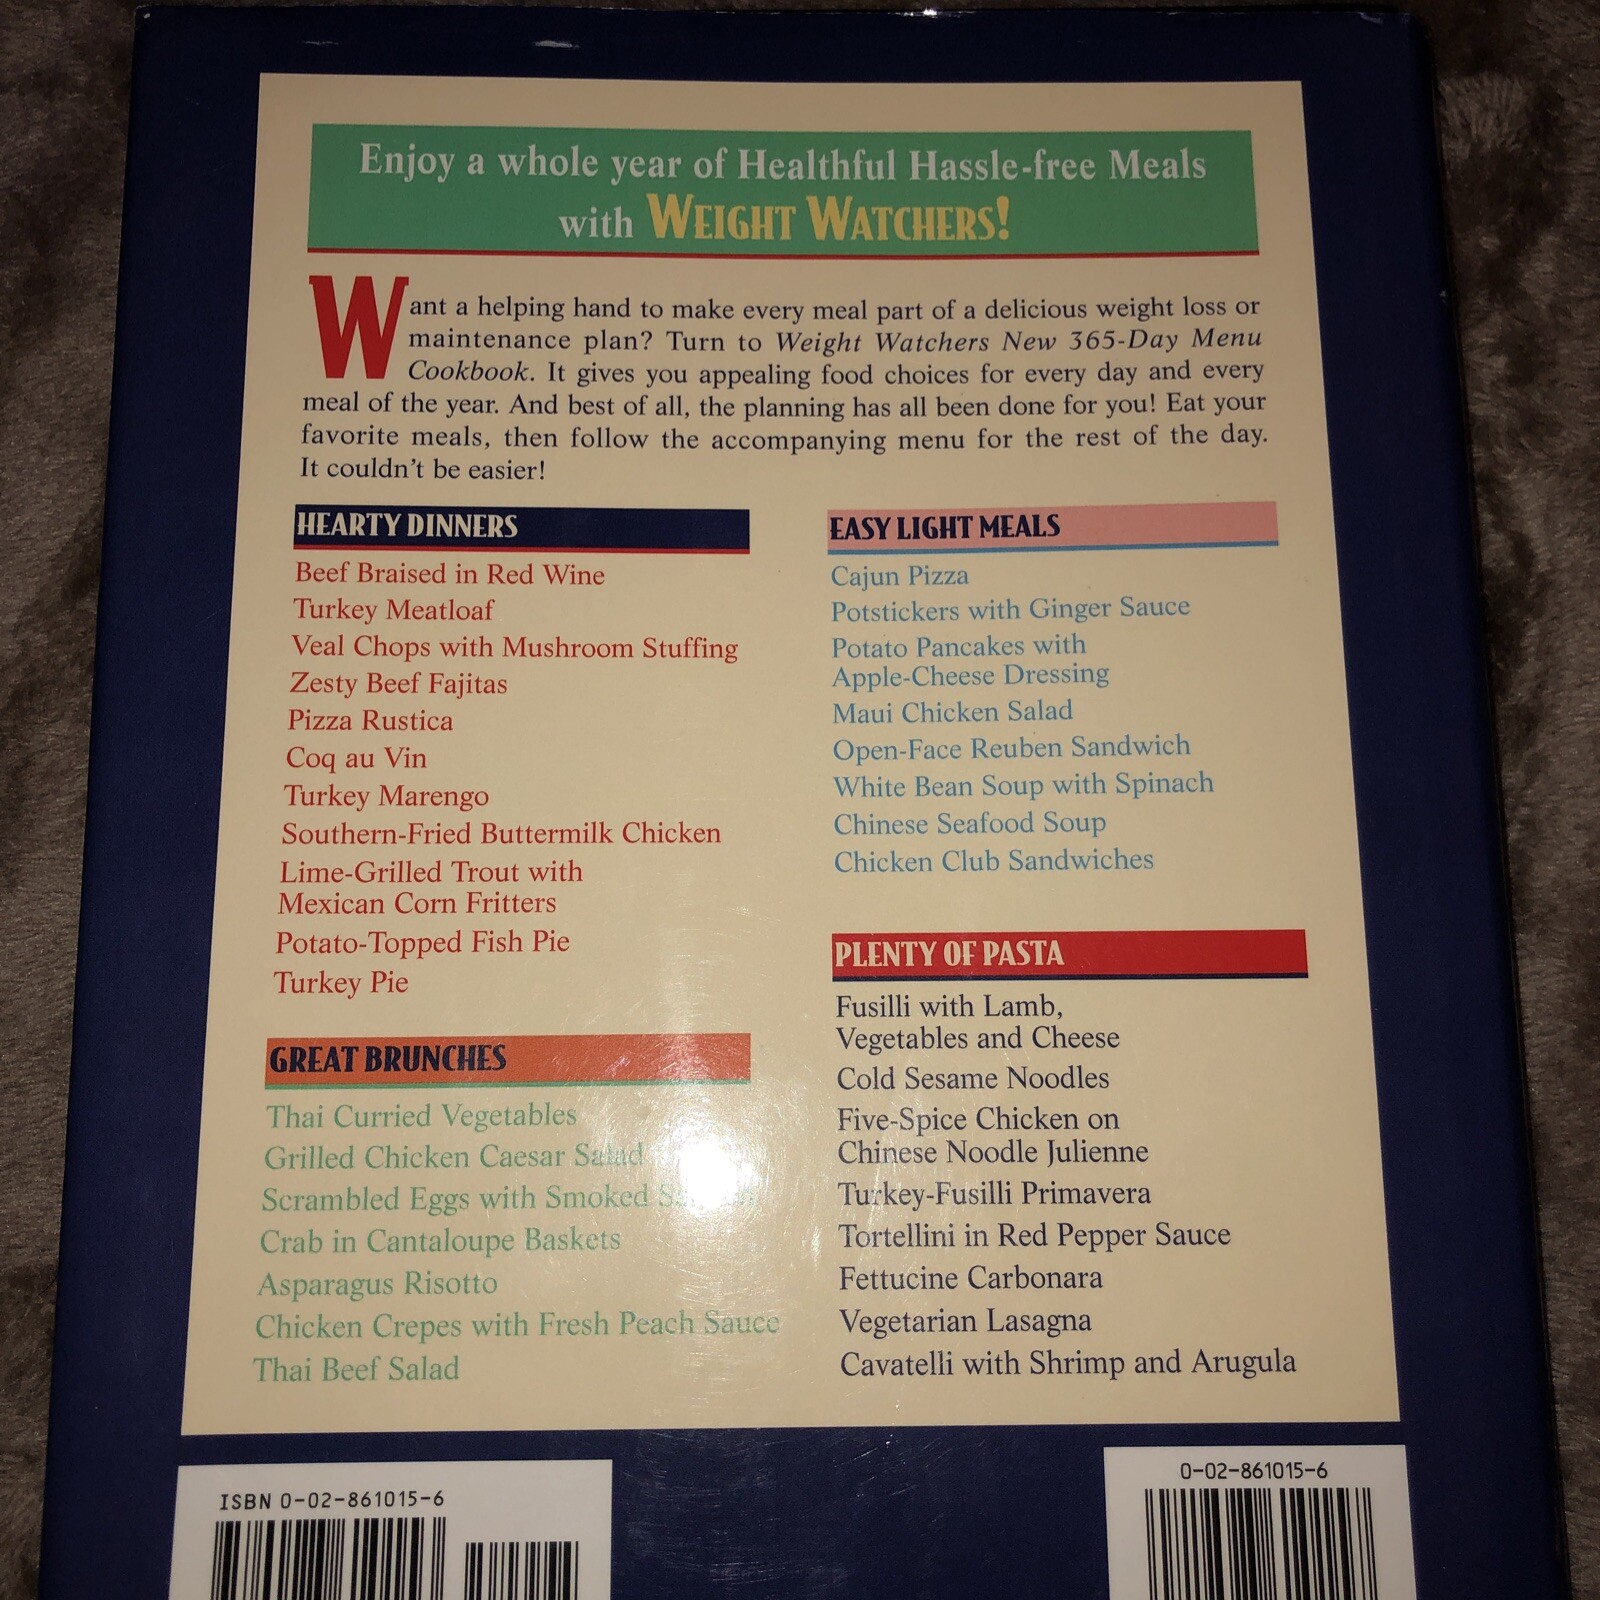 Enjoy a whole year of Healthful Hassle-free Meals
with WEIGHT WATCHERS!
Want a helping hand to make every meal part of a delicious weight loss or
maintenance plan? Turn to Weight Watchers New 365-Day Menu
Cookbook. It gives you appealing food choices for every day and every
meal of the year. And best of all, the planning has all been done for you! Eat your
favorite meals, then follow the accompanying menu for the rest of the day.
It couldn't be easier!
HEARTY DINNERS
Beef Braised in Red Wine
Turkey Meatloaf
Veal Chops with Mushroom Stuffing
Zesty Beef Fajitas
Pizza Rustica
Coq au Vin
Turkey Marengo
Southern-Fried Buttermilk Chicken
Lime-Grilled Trout with
Mexican Corn Fritters
Potato-Topped Fish Pie
Turkey Pie
GREAT BRUNCHES
Thai Curried Vegetables
Grilled Chicken Caesar Salad
Scrambled Eggs with Smoked
Crab in Cantaloupe Baskets
Asparagus Risotto
Chicken Crepes with Fresh Peach Sauce
Thai Beef Salad
EASY LIGHT MEALS
Cajun Pizza
Potstickers with Ginger Sauce
Potato Pancakes with
Apple-Cheese Dressing
Maui Chicken Salad
Open-Face Reuben Sandwich
White Bean Soup with Spinach
Chinese Seafood Soup
Chicken Club Sandwiches
PLENTY OF PASTA
Fusilli with Lamb,
Vegetables and Cheese
Cold Sesame Noodles
Five-Spice Chicken on
Chinese Noodle Julienne
Turkey-Fusilli Primavera
Tortellini in Red Pepper Sauce
Fettucine Carbonara
Vegetarian Lasagna
Cavatelli with Shrimp and Arugula
ISBN 0-02-861015-6
0-02-861015-6